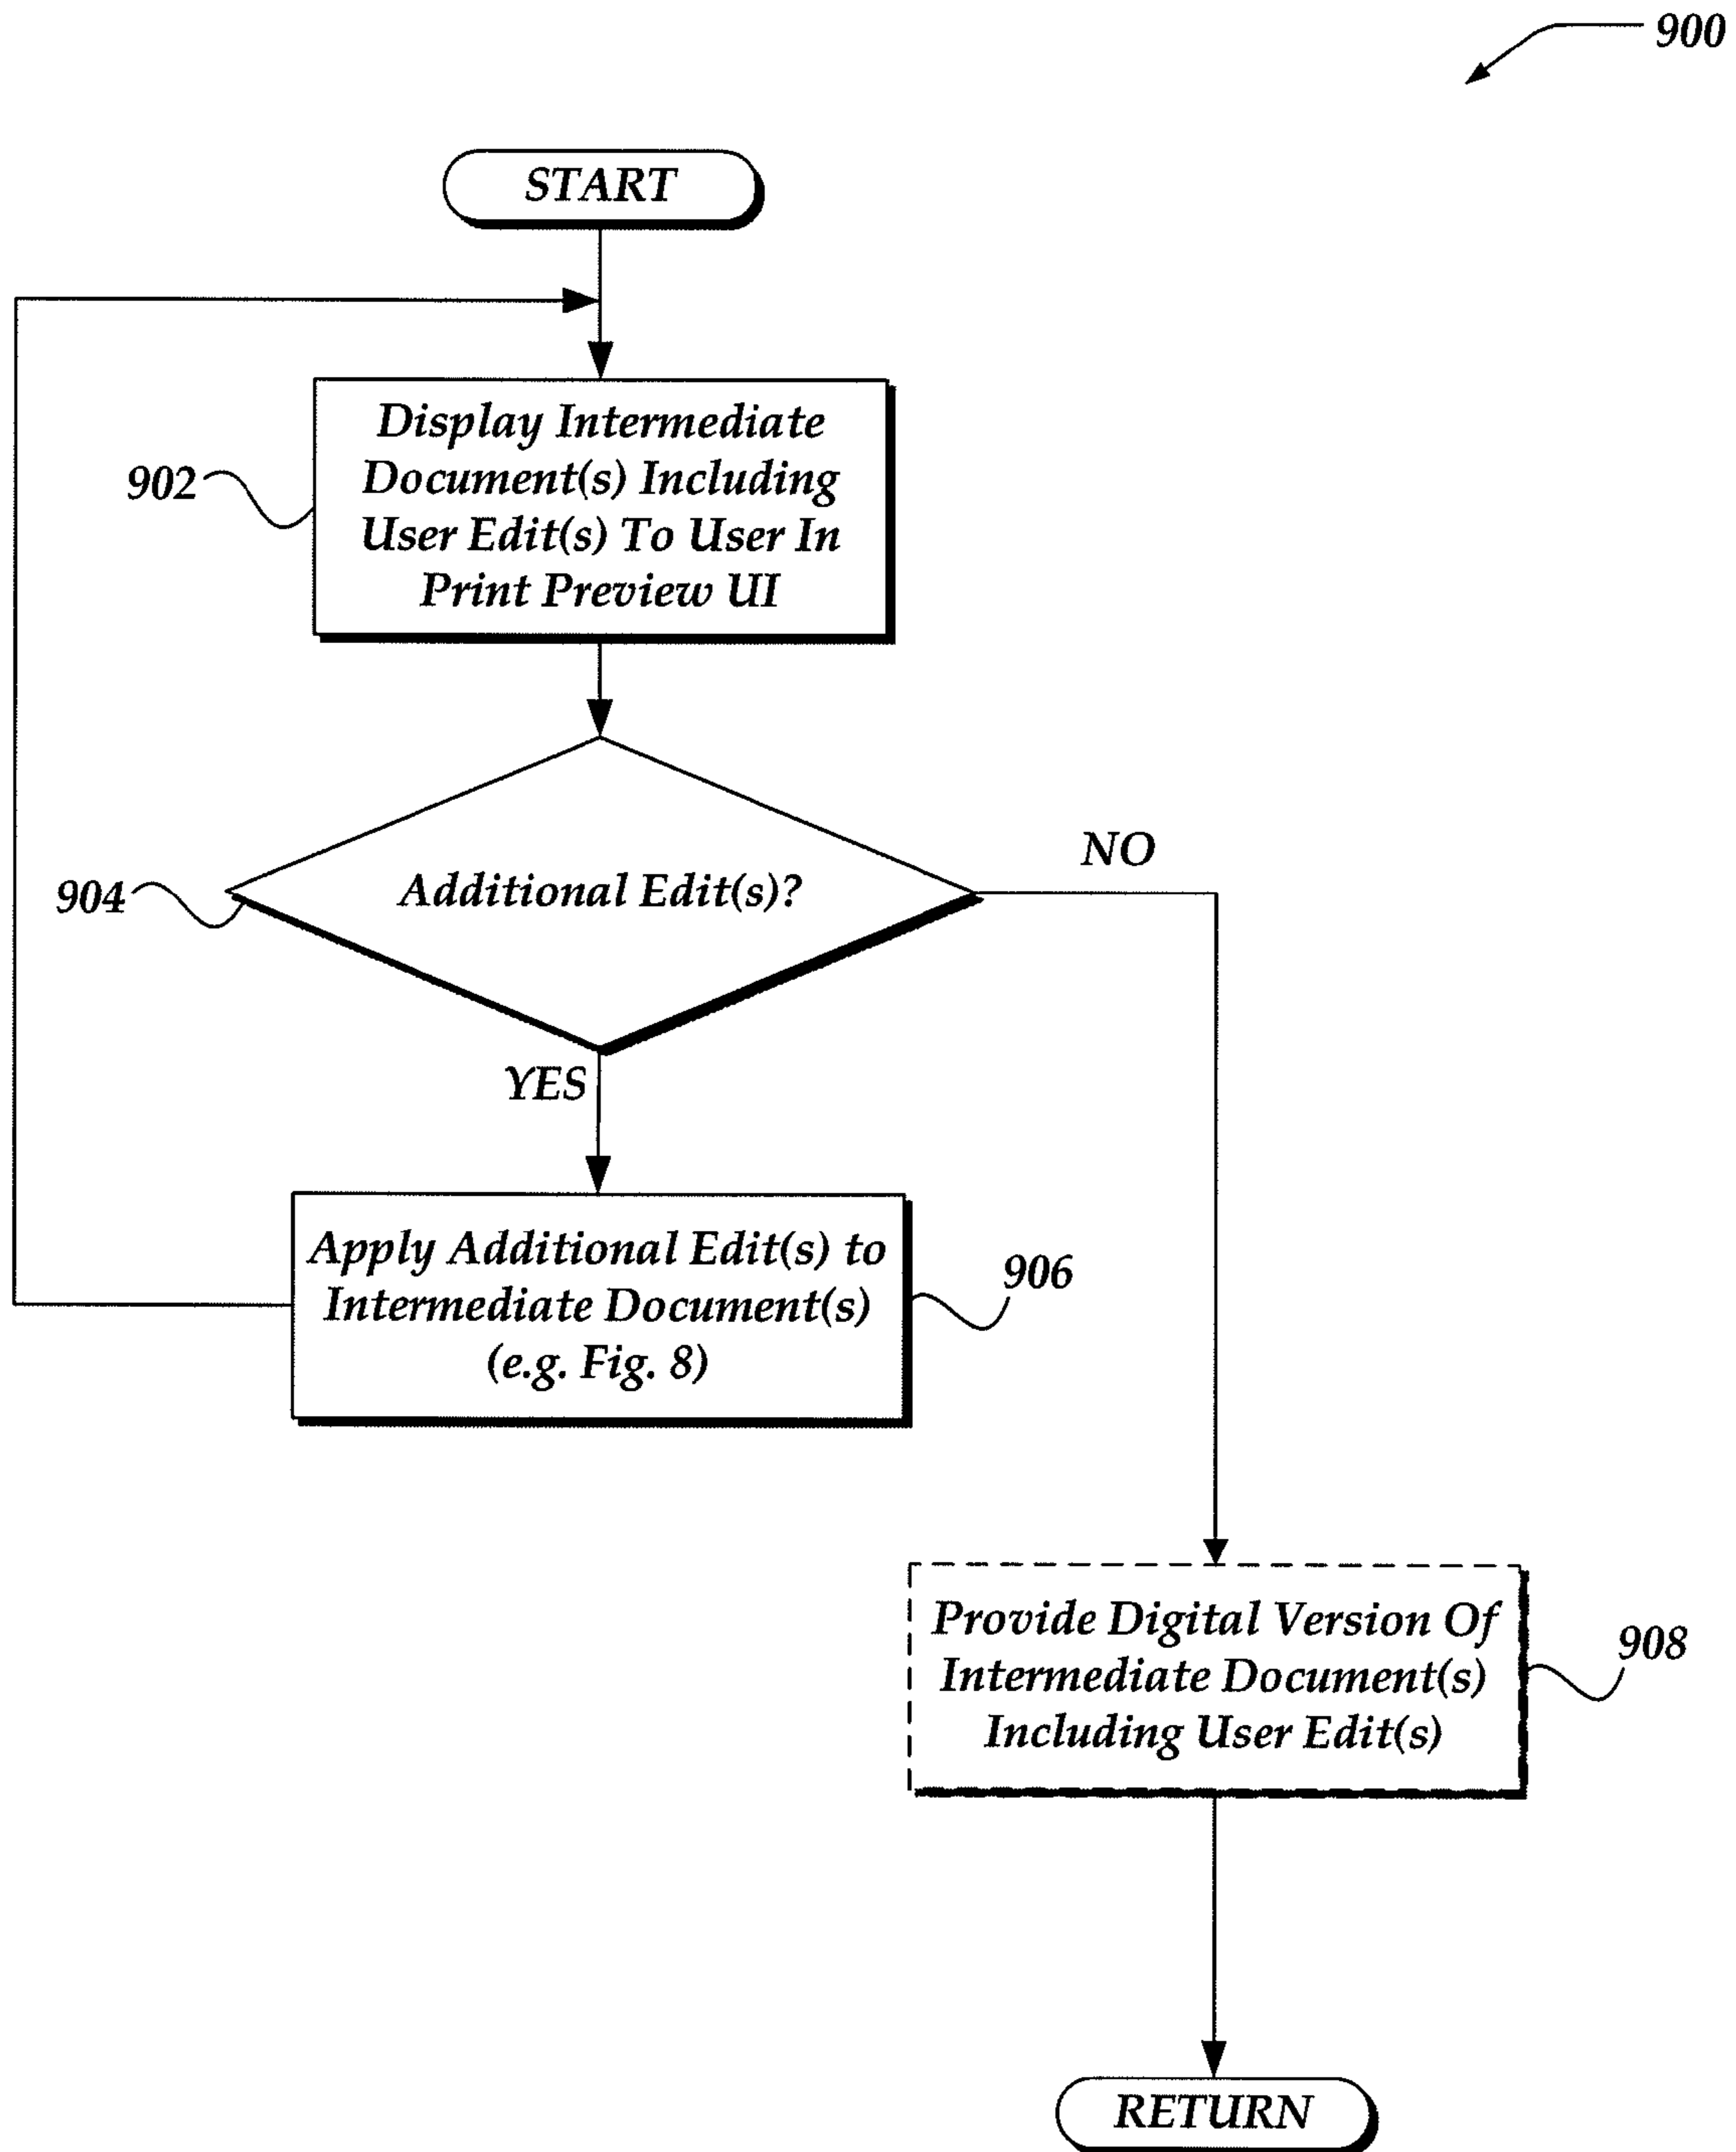 900
START
Display Intermediate
Document(s) Including
User Edit(s) To User In
Print Preview UI
902
Additional Edit(s)?
904
NO
YES
Apply Additional Edit(s) to
Intermediate Document(s)
(e.g. Fig. 8)
906
Provide Digital Version Of
Intermediate Document(s)
Including User Edit(s)
908
RETURN